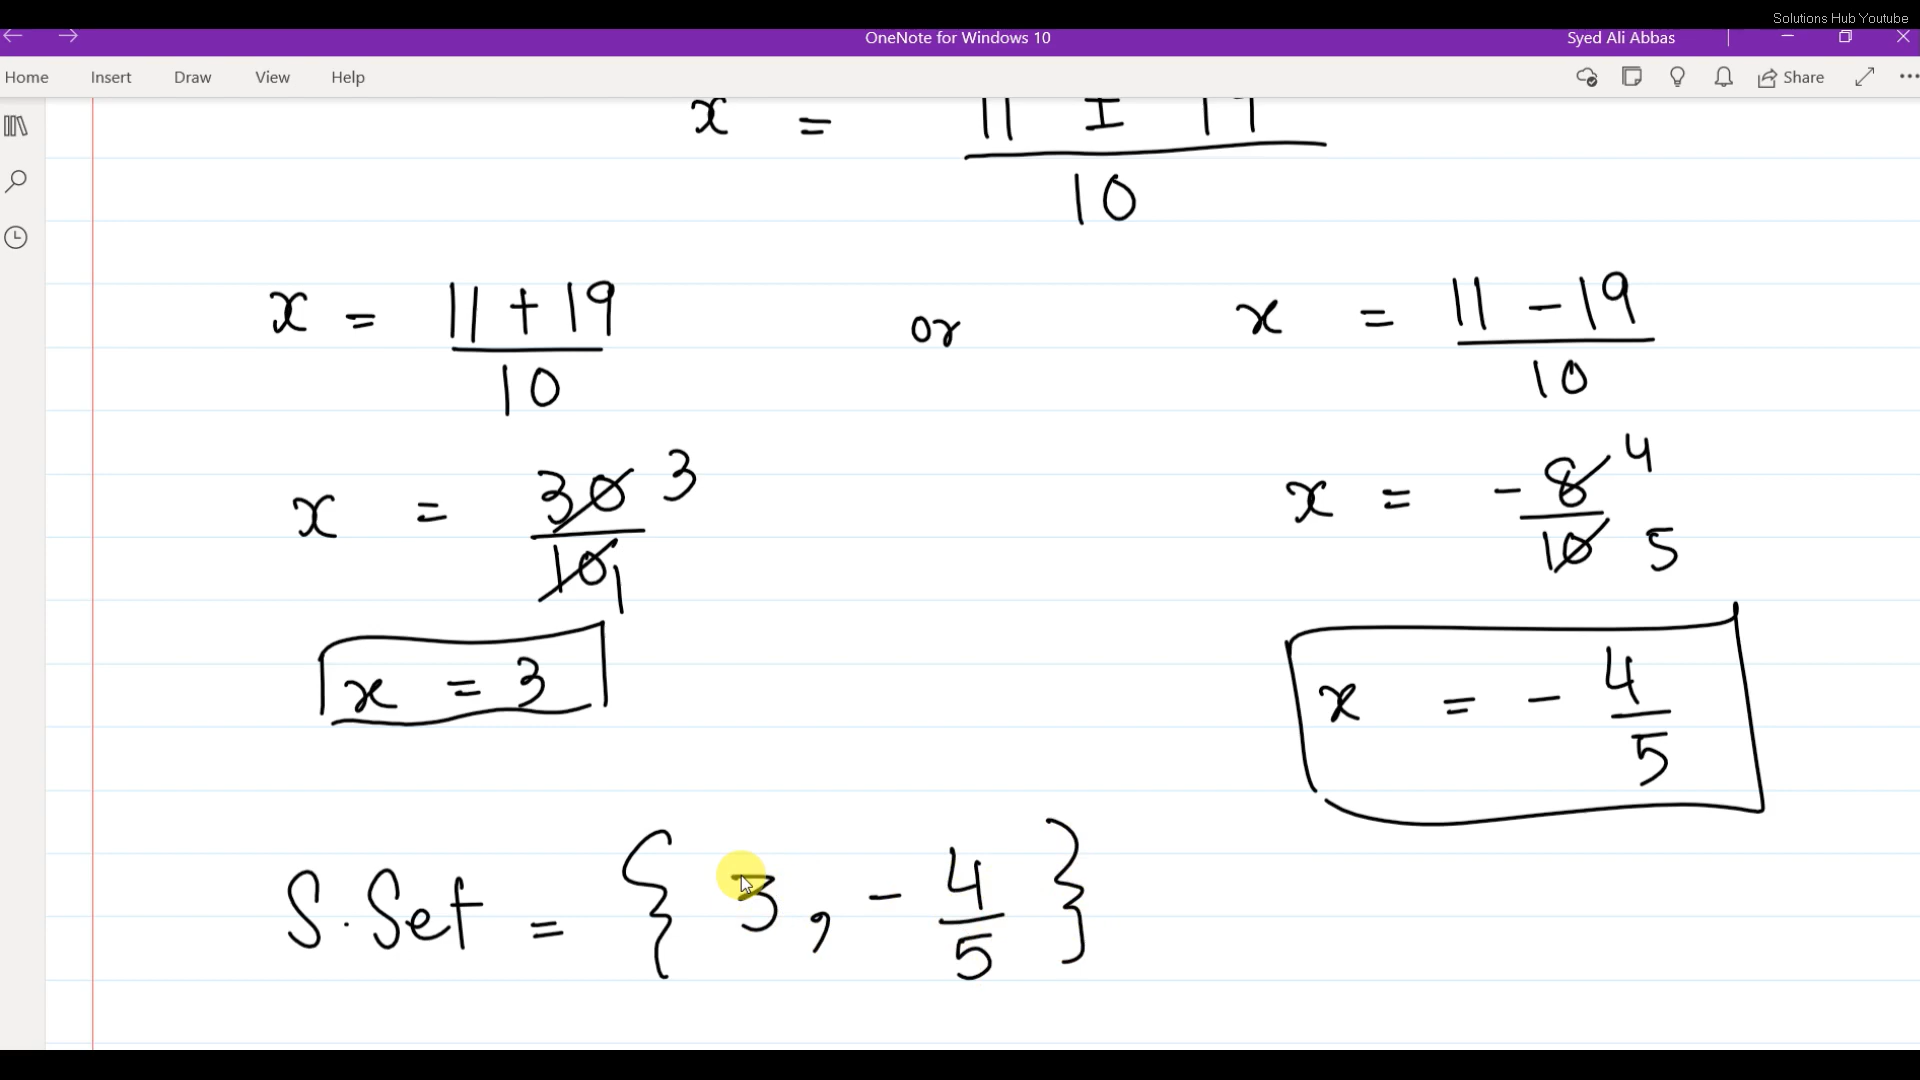 Solutions Hub Youtube
OneNote for Windows 10
Syed Ali Abbas
Home Insert Draw View Help Share
x = 11 ± 19
10
x = 11 + 19 or x = 11 - 19
10 10
x = 30 3 x = - 8 4
10 1 10 5
x = 3 x = - 4
5
S.Set = { 3, - 4 }
5